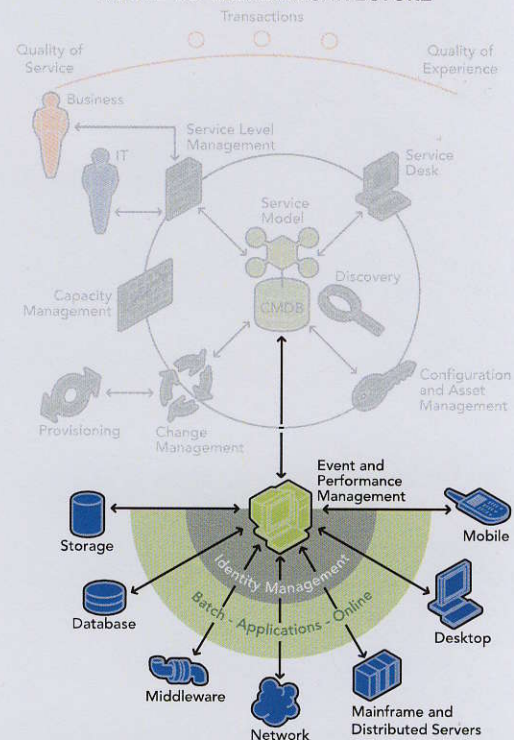 Transactions
Quality of
Service
Quality of
Experience
Business
IT
Service Level
Management
Service
Desk
Service
Model
Discovery
CMDB
Capacity
Management
Configuration
and Asset
Management
Provisioning
Change
Management
Event and
Performance
Management
Storage
Mobile
Identity Management
Batch - Applications - Online
Database
Desktop
Middleware
Mainframe and
Distributed Servers
Network